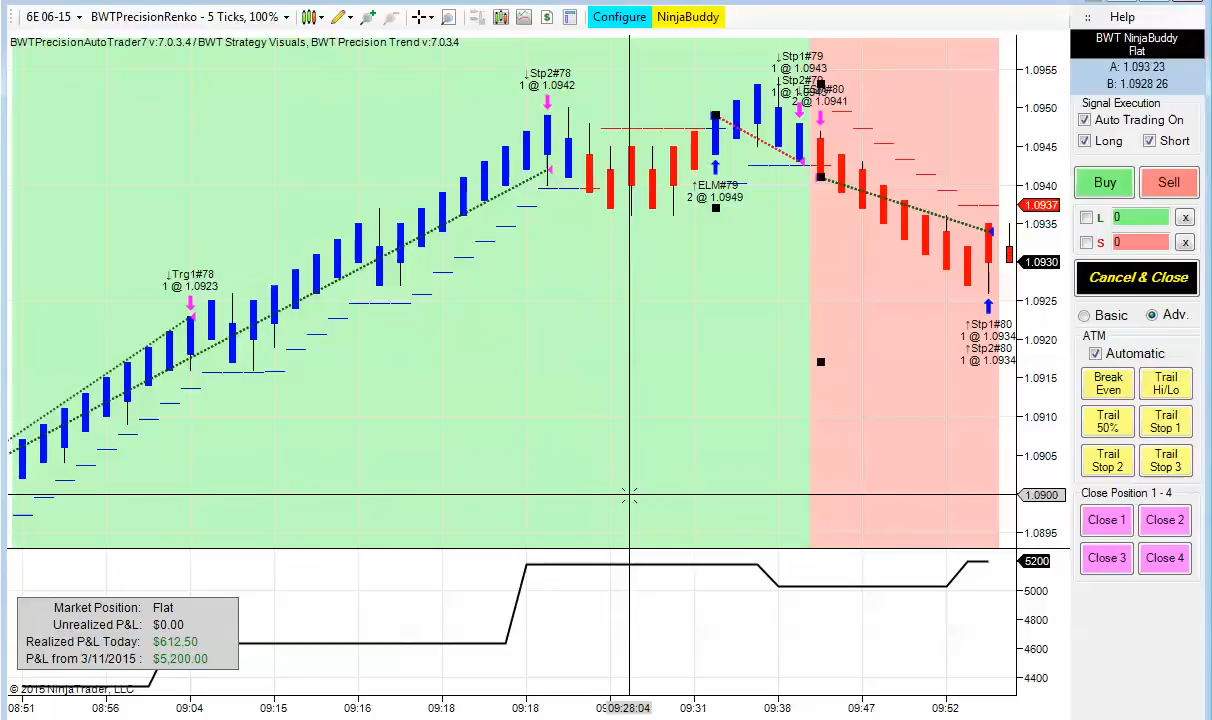 6E 06-15 BWTPrecisionRenko - 5 Ticks, 100% Configure NinjaBuddy
Help
BWTPrecisionAutoTrader7 v:7.0.3.4 / BWT Strategy Visuals, BWT Precision Trend v:7.0.3.4
BWT NinjaBuddy
Flat
A: 1.093 23
B: 1.0928 26
Signal Execution
Auto Trading On
Long Short
Buy Sell
L 0 x
S 0 x
Cancel & Close
Basic Adv.
ATM
Automatic
Break Even
Trail Hi/Lo
Trail 50%
Trail Stop 1
Trail Stop 2
Trail Stop 3
Close Position 1 - 4
Close 1 Close 2
Close 3 Close 4
↓Stp1#79
1 @ 1.0943
↓Stp2#79
2 @ 1.0941
↓Stp2#78
1 @ 1.0942
↑ELM#79
2 @ 1.0949
↓Trg1#78
1 @ 1.0923
↑Stp1#80
1 @ 1.0934
↑Stp2#80
1 @ 1.0934
1.0955
1.0950
1.0945
1.0940
1.0937
1.0935
1.0930
1.0925
1.0920
1.0915
1.0910
1.0905
1.0900
1.0895
5200
5000
4800
4600
4400
Market Position: Flat
Unrealized P&L: $0.00
Realized P&L Today: $612.50
P&L from 3/11/2015 : $5,200.00
© 2015 NinjaTrader, LLC
08:51 08:56 09:04 09:15 09:14 09:16 09:18 09:28:04 09:31 09:38 09:47 09:52